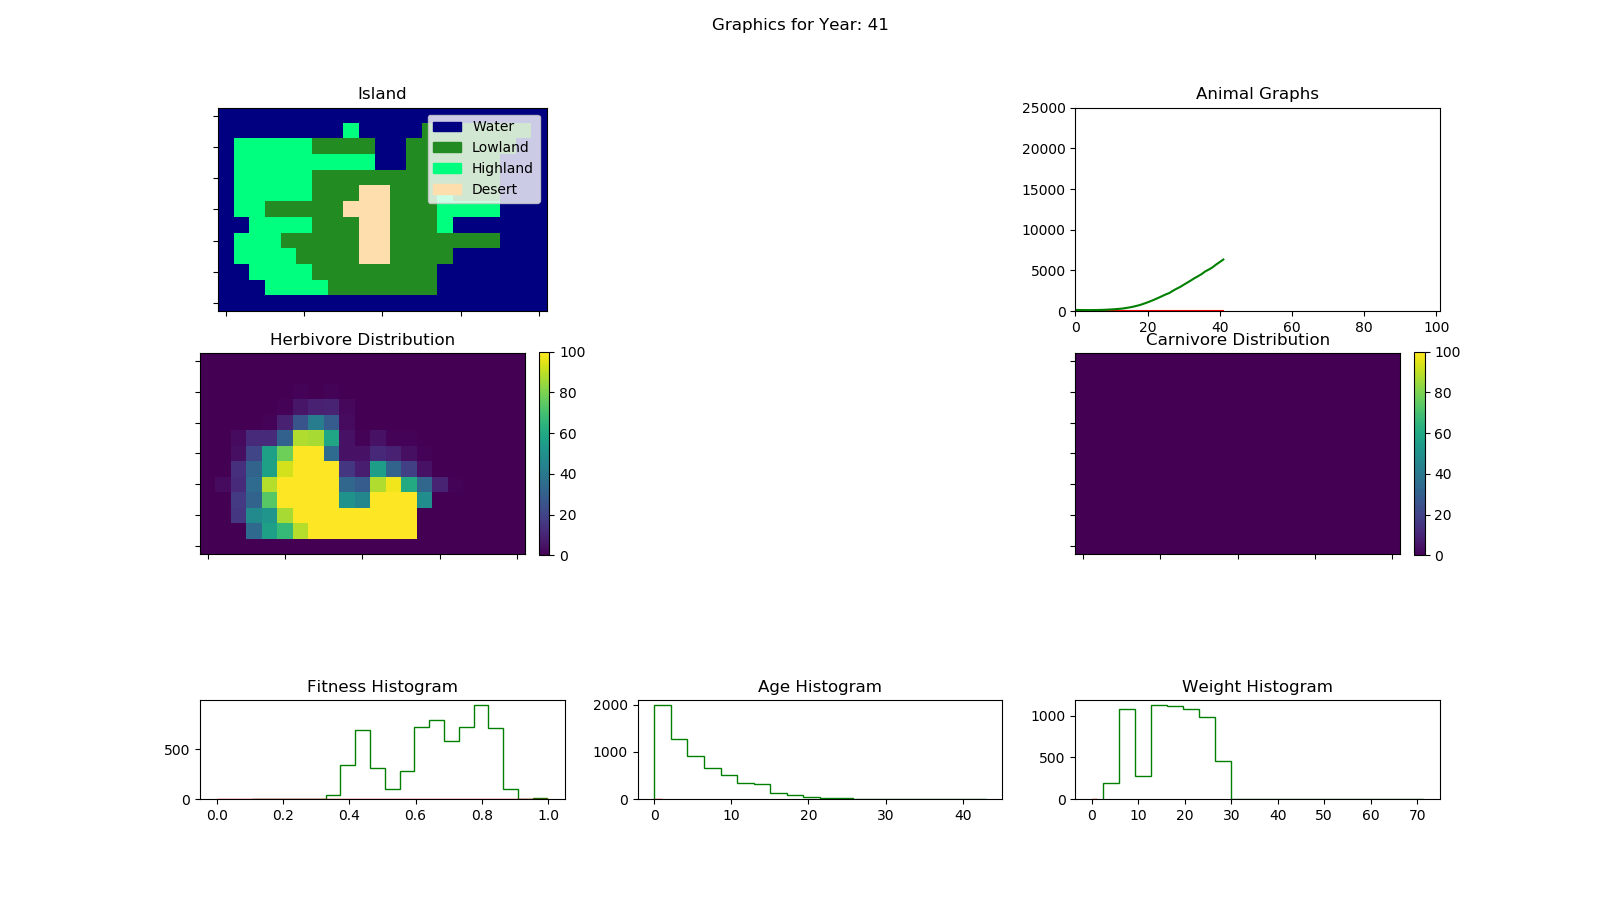 Graphics for Year: 41
Island
Water
Lowland
Highland
Desert
Animal Graphs
25000
20000
15000
10000
5000
0
0 20 40 60 80 100
Herbivore Distribution
100
80
60
40
20
0
Carnivore Distribution
100
80
60
40
20
0
Fitness Histogram
500
0
0.0 0.2 0.4 0.6 0.8 1.0
Age Histogram
2000
1000
0
0 10 20 30 40
Weight Histogram
1000
500
0
0 10 20 30 40 50 60 70